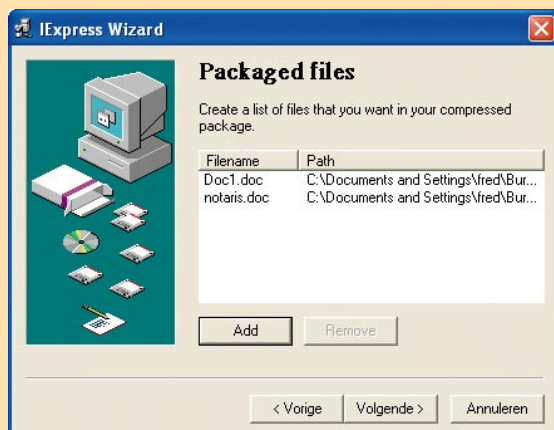 IExpress Wizard
Packaged files
Create a list of files that you want in your compressed
package.
Filename Path
Doc1.doc C:\Documents and Settings\fred\Bur...
notaris.doc C:\Documents and Settings\fred\Bur...
Add Remove
< Vorige Volgende > Annuleren